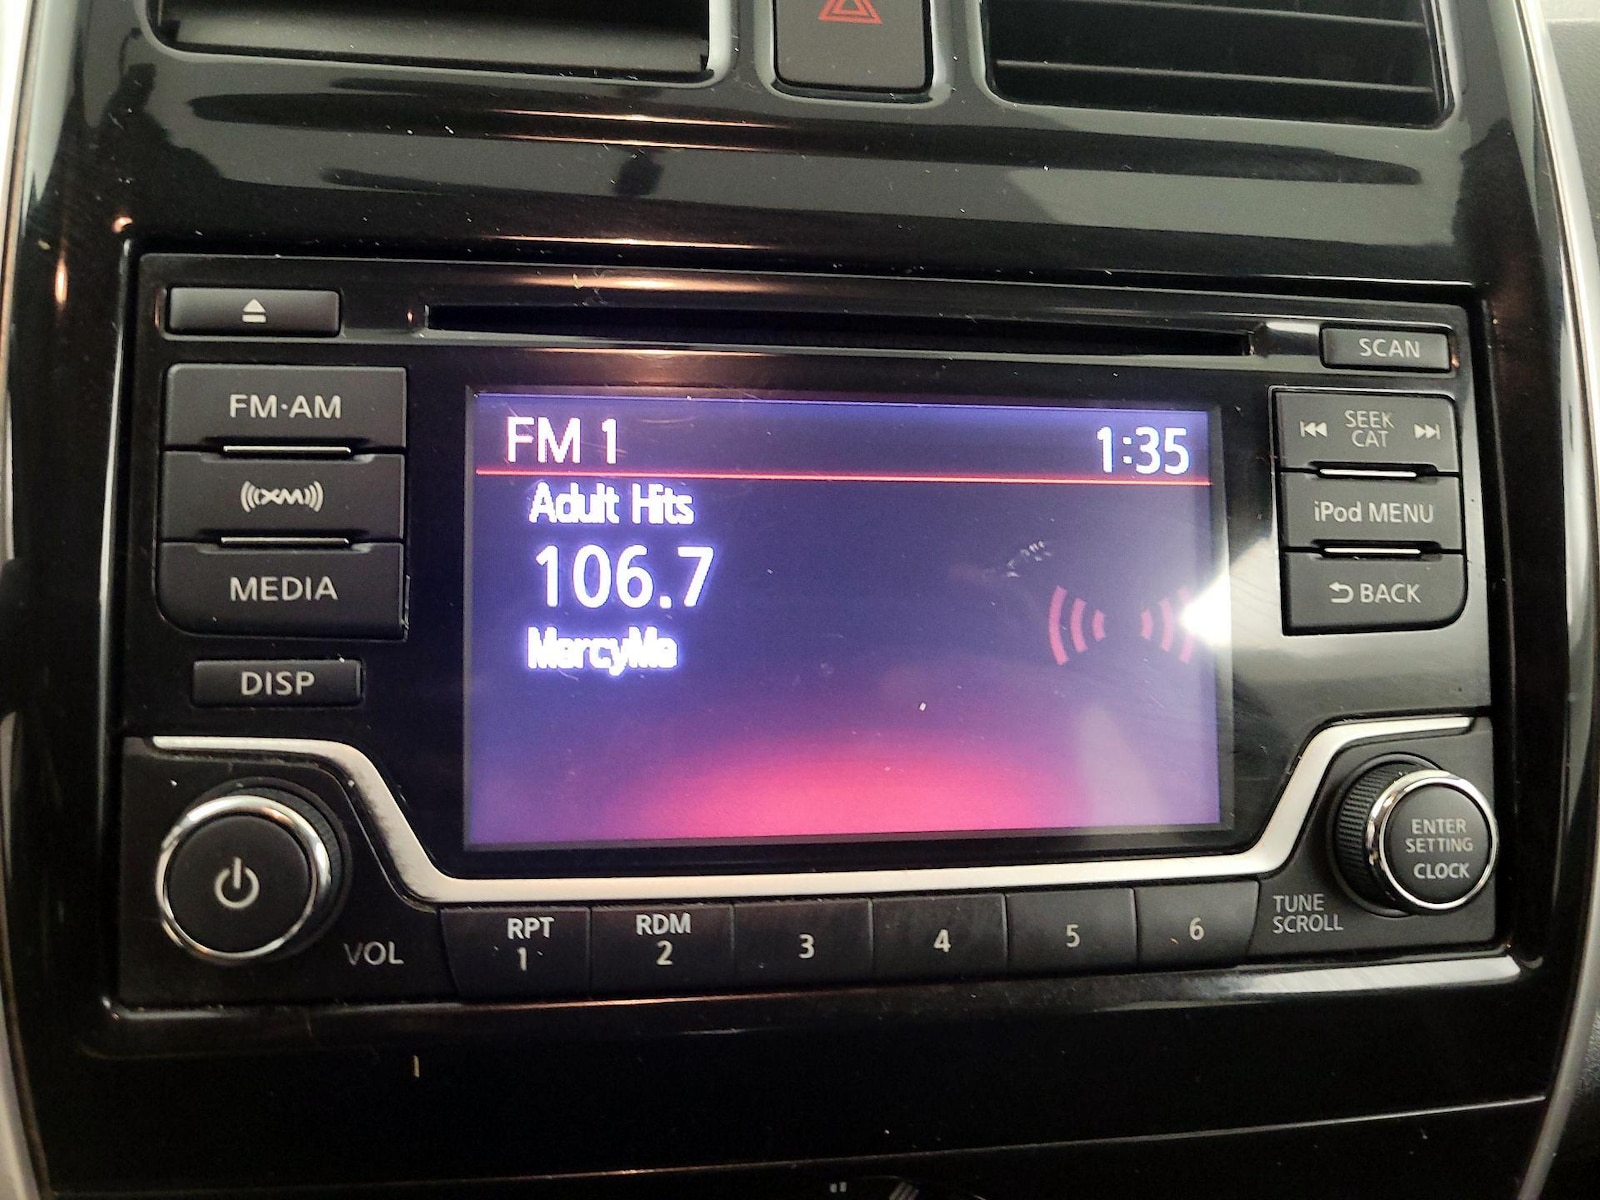 SCAN
FM·AM
XM
MEDIA
DISP
FM 1 1:35
Adult Hits
106.7
MercyMe
SEEK
CAT
iPod MENU
BACK
VOL
RPT
1
RDM
2
3
4
5
6
TUNE
SCROLL
ENTER
SETTING
CLOCK